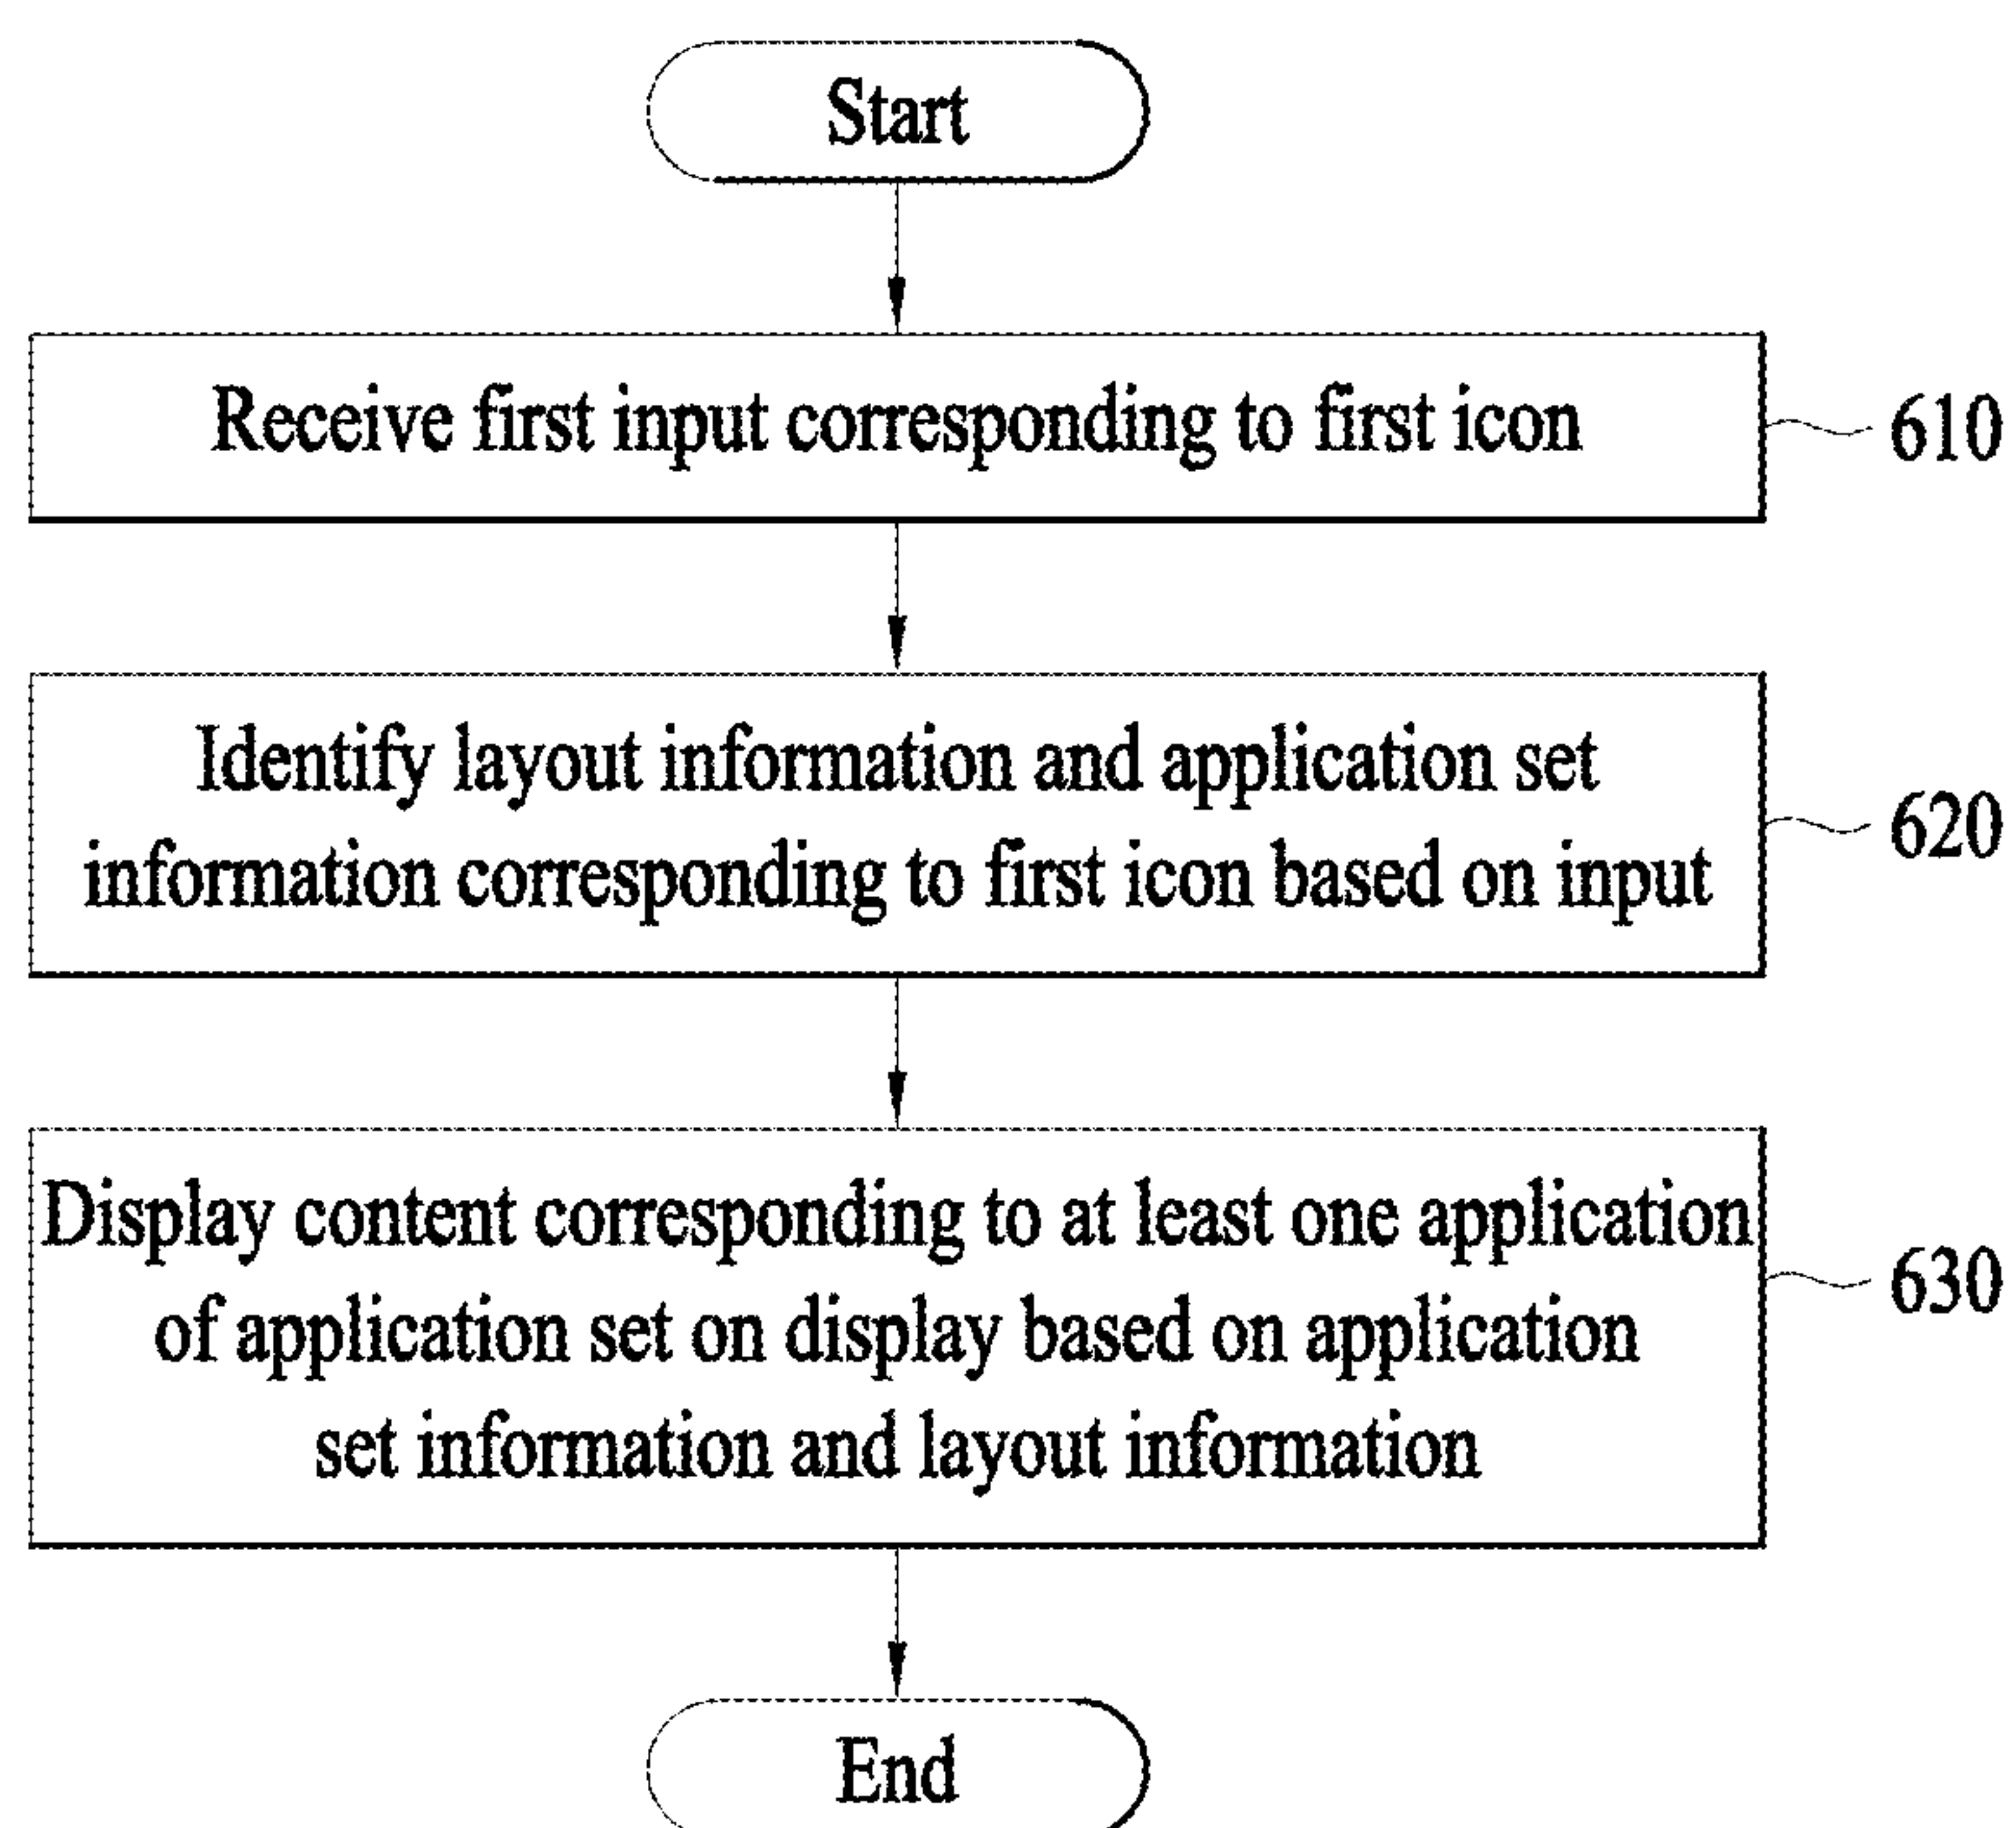 Start
Receive first input corresponding to first icon
610
Identify layout information and application set
information corresponding to first icon based on input
620
Display content corresponding to at least one application
of application set on display based on application
set information and layout information
630
End